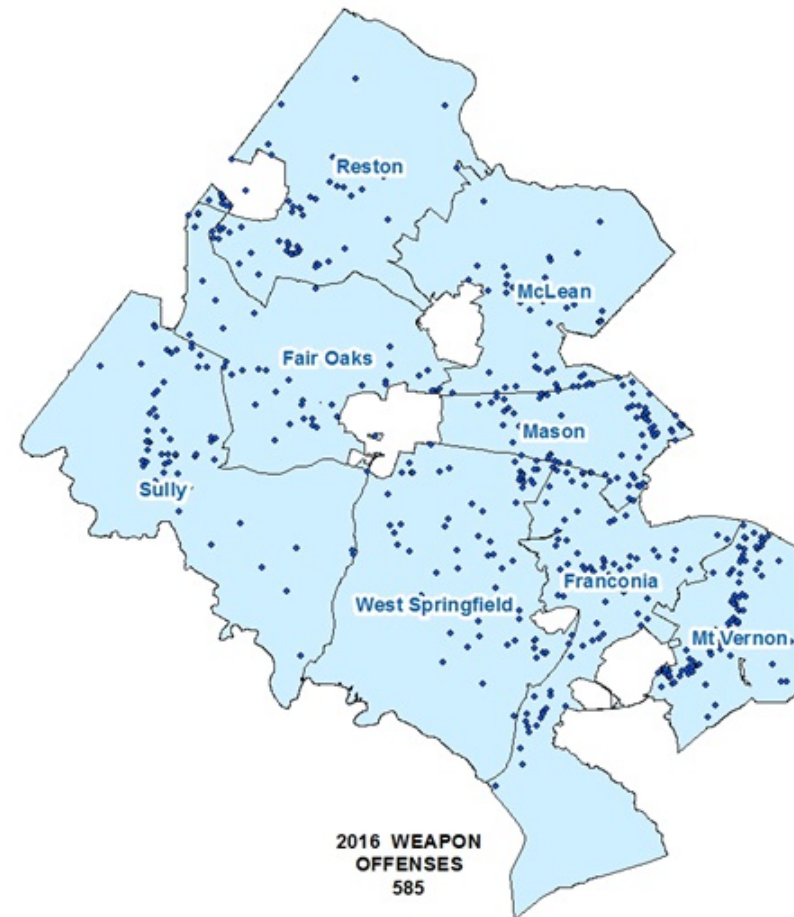 Reston
McLean
Fair Oaks
Mason
Sully
Franconia
West Springfield
Mt Vernon
2016 WEAPON
OFFENSES
585